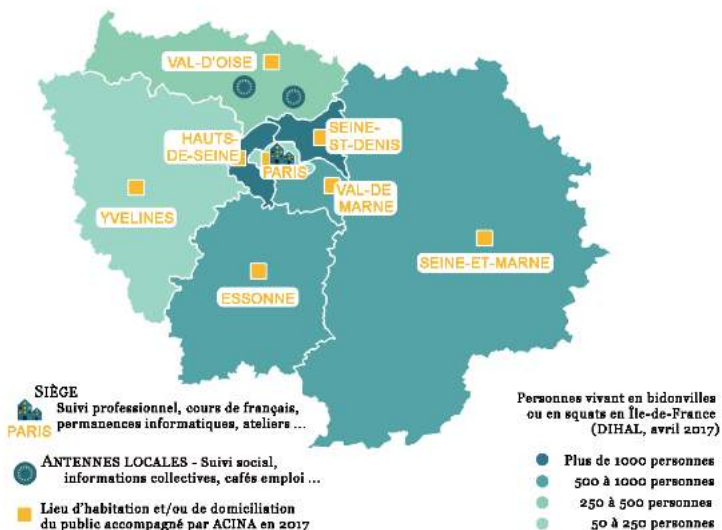 VAL-D'OISE
HAUTS-
DE-SEINE
SEINE-
ST-DENIS
PARIS
VAL-DE
MARNE
YVELINES
SEINE-ET-MARNE
ESSONNE
SIÈGE
Suivi professionnel, cours de français,
permanences informatiques, ateliers ...
PARIS
ANTENNES LOCALES - Suivi social,
informations collectives, cafés emploi ...
Lieu d'habitation et/ou de domiciliation
du public accompagné par ACINA en 2017
Personnes vivant en bidonvilles
ou en squats en Île-de-France
(DIHAL, avril 2017)
Plus de 1000 personnes
500 à 1000 personnes
250 à 500 personnes
50 à 250 personnes